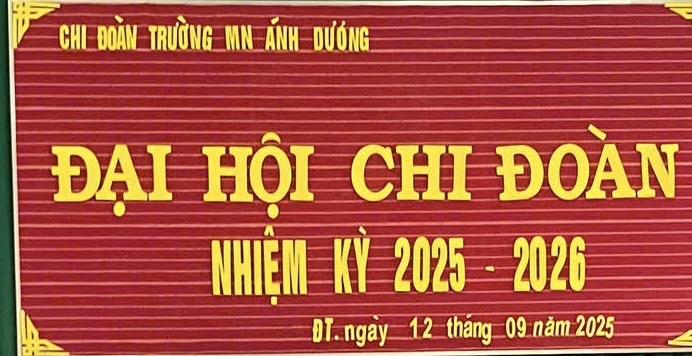 CHI ĐOÀN TRƯỜNG MN ÁNH DƯÓNG
ĐẠI HỘI CHI ĐOÀN
NHIỆM KỲ 2025 - 2026
ĐT. ngày 12 tháng 09 năm 2025